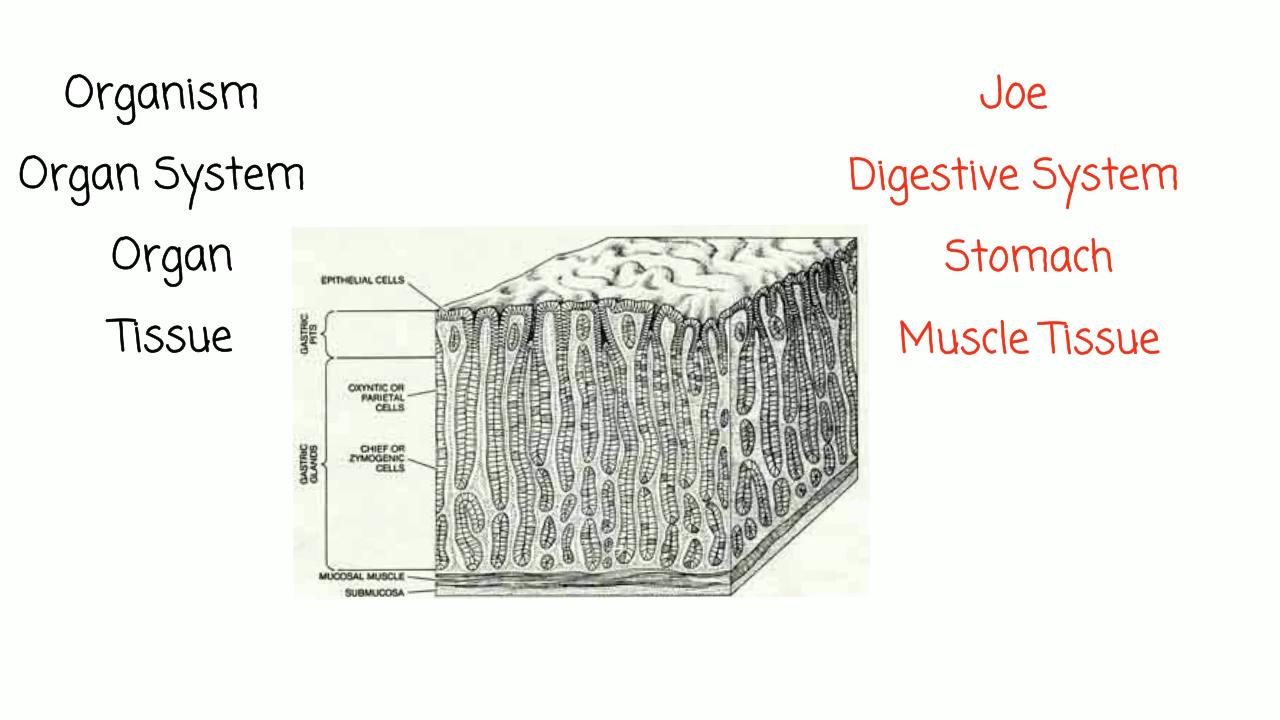 Organism
Joe
Organ System
Digestive System
Organ
Stomach
Tissue
Muscle Tissue
EPITHELIAL CELLS
GASTRIC
PITS
OXYNTIC OR
PARIETAL
CELLS
CHIEF OR
ZYMOGENIC
CELLS
GASTRIC
GLANDS
MUCOSAL MUSCLE
SUBMUCOSA